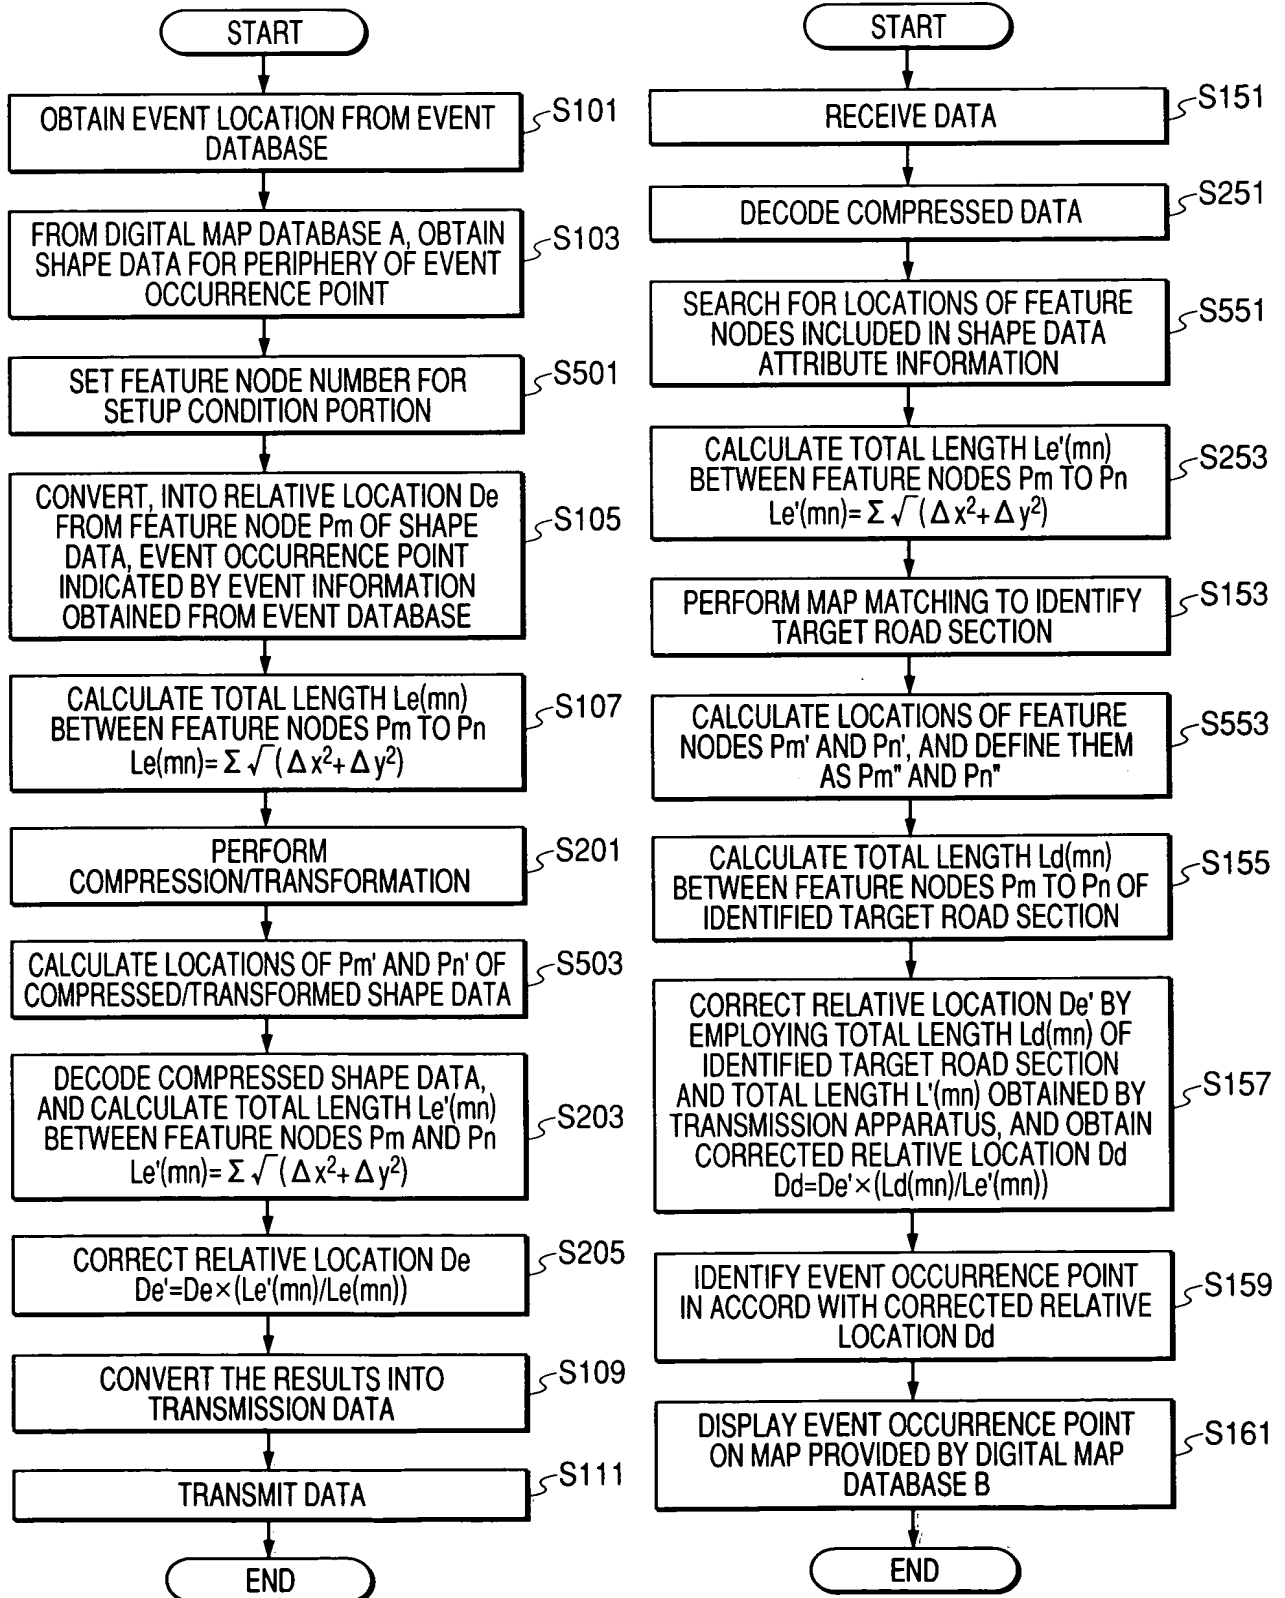 START
OBTAIN EVENT LOCATION FROM EVENT
DATABASE
S101
FROM DIGITAL MAP DATABASE A, OBTAIN
SHAPE DATA FOR PERIPHERY OF EVENT
OCCURRENCE POINT
S103
SET FEATURE NODE NUMBER FOR
SETUP CONDITION PORTION
S501
CONVERT, INTO RELATIVE LOCATION De
FROM FEATURE NODE Pm OF SHAPE
DATA, EVENT OCCURRENCE POINT
INDICATED BY EVENT INFORMATION
OBTAINED FROM EVENT DATABASE
S105
CALCULATE TOTAL LENGTH Le(mn)
BETWEEN FEATURE NODES Pm TO Pn
Le(mn)=Σ√(Δx²+Δy²)
S107
PERFORM
COMPRESSION/TRANSFORMATION
S201
CALCULATE LOCATIONS OF Pm' AND Pn' OF
COMPRESSED/TRANSFORMED SHAPE DATA
S503
DECODE COMPRESSED SHAPE DATA,
AND CALCULATE TOTAL LENGTH Le'(mn)
BETWEEN FEATURE NODES Pm AND Pn
Le'(mn)=Σ√(Δx²+Δy²)
S203
CORRECT RELATIVE LOCATION De
De'=De×(Le'(mn)/Le(mn))
S205
CONVERT THE RESULTS INTO
TRANSMISSION DATA
S109
TRANSMIT DATA
S111
END
START
RECEIVE DATA
S151
DECODE COMPRESSED DATA
S251
SEARCH FOR LOCATIONS OF FEATURE
NODES INCLUDED IN SHAPE DATA
ATTRIBUTE INFORMATION
S551
CALCULATE TOTAL LENGTH Le'(mn)
BETWEEN FEATURE NODES Pm TO Pn
Le'(mn)=Σ√(Δx²+Δy²)
S253
PERFORM MAP MATCHING TO IDENTIFY
TARGET ROAD SECTION
S153
CALCULATE LOCATIONS OF FEATURE
NODES Pm' AND Pn', AND DEFINE THEM
AS Pm" AND Pn"
S553
CALCULATE TOTAL LENGTH Ld(mn)
BETWEEN FEATURE NODES Pm TO Pn OF
IDENTIFIED TARGET ROAD SECTION
S155
CORRECT RELATIVE LOCATION De' BY
EMPLOYING TOTAL LENGTH Ld(mn) OF
IDENTIFIED TARGET ROAD SECTION
AND TOTAL LENGTH L'(mn) OBTAINED BY
TRANSMISSION APPARATUS, AND OBTAIN
CORRECTED RELATIVE LOCATION Dd
Dd=De'×(Ld(mn)/Le'(mn))
S157
IDENTIFY EVENT OCCURRENCE POINT
IN ACCORD WITH CORRECTED RELATIVE
LOCATION Dd
S159
DISPLAY EVENT OCCURRENCE POINT
ON MAP PROVIDED BY DIGITAL MAP
DATABASE B
S161
END